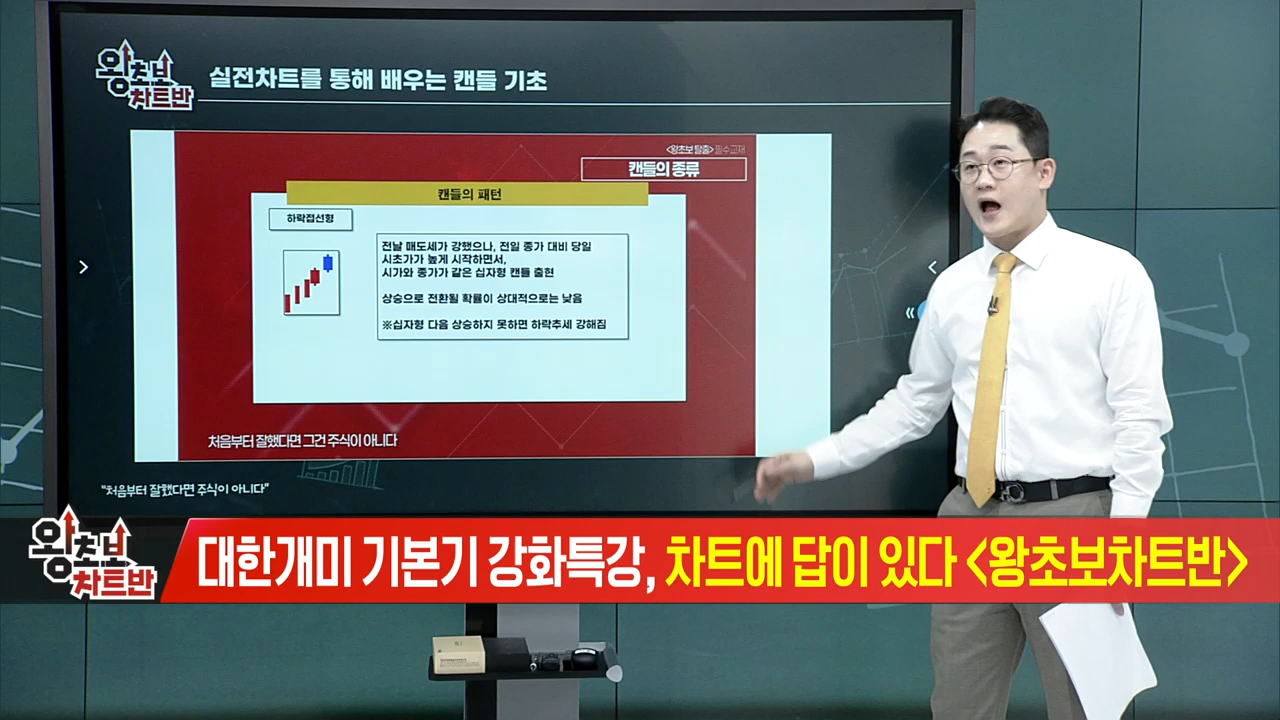 왕초보
차트반
실전차트를 통해 배우는 캔들 기초
<왕초보 탈출> 필수교재
캔들의 종류
캔들의 패턴
하락접선형
전날 매도세가 강했으나, 전일 종가 대비 당일
시초가가 높게 시작하면서,
시가와 종가가 같은 십자형 캔들 출현
상승으로 전환될 확률이 상대적으로는 낮음
※십자형 다음 상승하지 못하면 하락추세 강해짐
처음부터 잘했다면 그건 주식이 아니다
"처음부터 잘했다면 주식이 아니다"
왕초보
차트반
대한개미 기본기 강화특강, 차트에 답이 있다 <왕초보차트반>